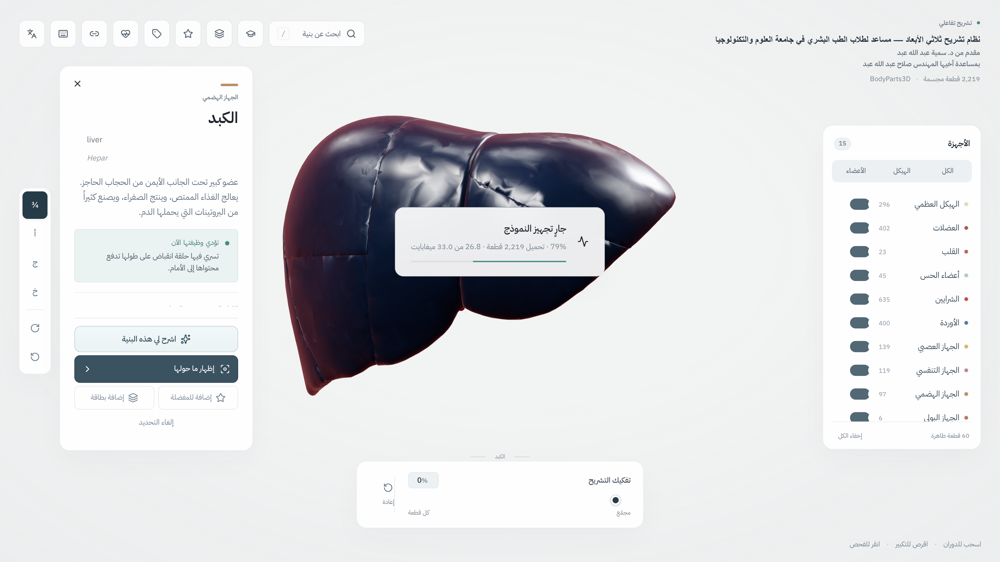 تشريح تفاعلي
نظام تشريح ثلاثي الأبعاد — مساعد لطلاب الطب البشري في جامعة العلوم والتكنولوجيا
مقدم من د. سمية عبد الله عبد
بمساعدة أخيها المهندس صلاح عبد الله عبد
2,219 قطعة مجسمة · BodyParts3D
ابحث عن بنية /
الأجهزة 15
الكل الهيكل الأعضاء
الهيكل العظمي 296
العضلات 402
القلب 23
أعضاء الحس 45
الشرايين 635
الأوردة 400
الجهاز العصبي 139
الجهاز التنفسي 119
الجهاز الهضمي 97
الجهاز البولي 6
60 قطعة ظاهرة إخفاء الكل
جارٍ تجهيز النموذج
79% · تحميل 2,219 قطعة · 26.8 من 33.0 ميغابايت
الجهاز الهضمي
الكبد
liver
Hepar
عضو كبير تحت الجانب الأيمن من الحجاب الحاجز.
يعالج الغذاء الممتص، وينتج الصفراء، ويصنع كثيراً
من البروتينات التي يحملها الدم.
تؤدي وظيفتها الآن
تسري فيها حلقة انقباض على طولها تدفع
محتواها إلى الأمام.
اشرح لي هذه البنية
إظهار ما حولها
إضافة للمفضلة إضافة بطاقة
إلغاء التحديد
¾
أ
ج
خ
الكبد
تفكيك التشريح 0%
مجمّع كل قطعة
إعادة
اسحب للدوران · اقرص للتكبير · انقر للفحص